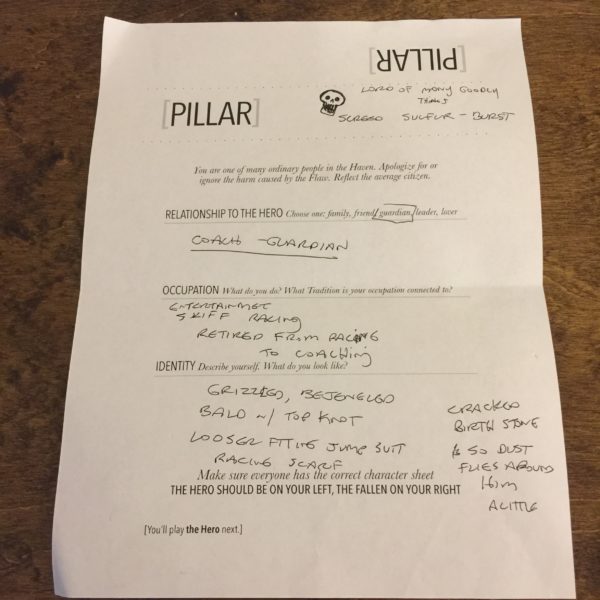 [PILLAR]
LORD OF MANY GOODLY
THINGS
[PILLAR]
SCREED SULFUR-BURST
You are one of many ordinary people in the Haven. Apologize for or
ignore the harm caused by the Flaw. Reflect the average citizen.
RELATIONSHIP TO THE HERO Choose one: family, friend, guardian, leader, lover
COACH - GUARDIAN
OCCUPATION What do you do? What Tradition is your occupation connected to?
SKIFF RACING
RETIRED FROM RACING
TO COACHING
IDENTITY Describe yourself. What do you look like?
GRIZZLED, BEJEWELED
BALD w/ TOP KNOT
LOOSER FITTING JUMP SUIT
RACING SCARF
CRACKED
BIRTH STONE
SO DUST
FLIES AROUND
HIM
A LITTLE
Make sure everyone has the correct character sheet
THE HERO SHOULD BE ON YOUR LEFT, THE FALLEN ON YOUR RIGHT
[You'll play the Hero next.]